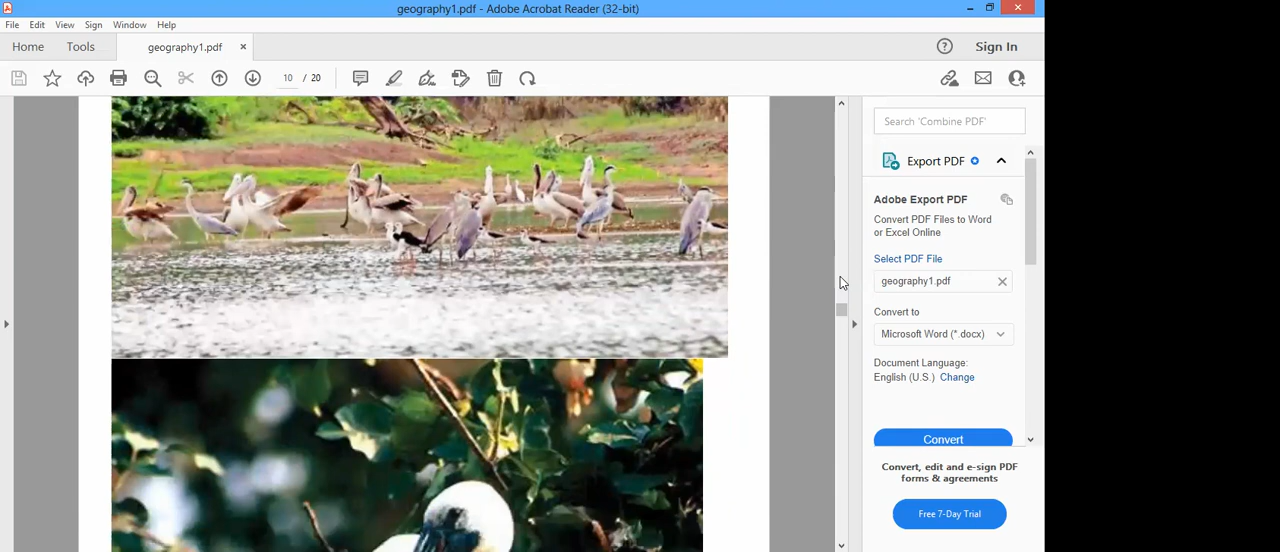 geography1.pdf - Adobe Acrobat Reader (32-bit)
File Edit View Sign Window Help
Home Tools geography1.pdf × Sign In
10 / 20
Search 'Combine PDF'
Export PDF
Adobe Export PDF
Convert PDF Files to Word
or Excel Online
Select PDF File
geography1.pdf
Convert to
Microsoft Word (*.docx)
Document Language:
English (U.S.) Change
Convert
Convert, edit and e-sign PDF
forms & agreements
Free 7-Day Trial